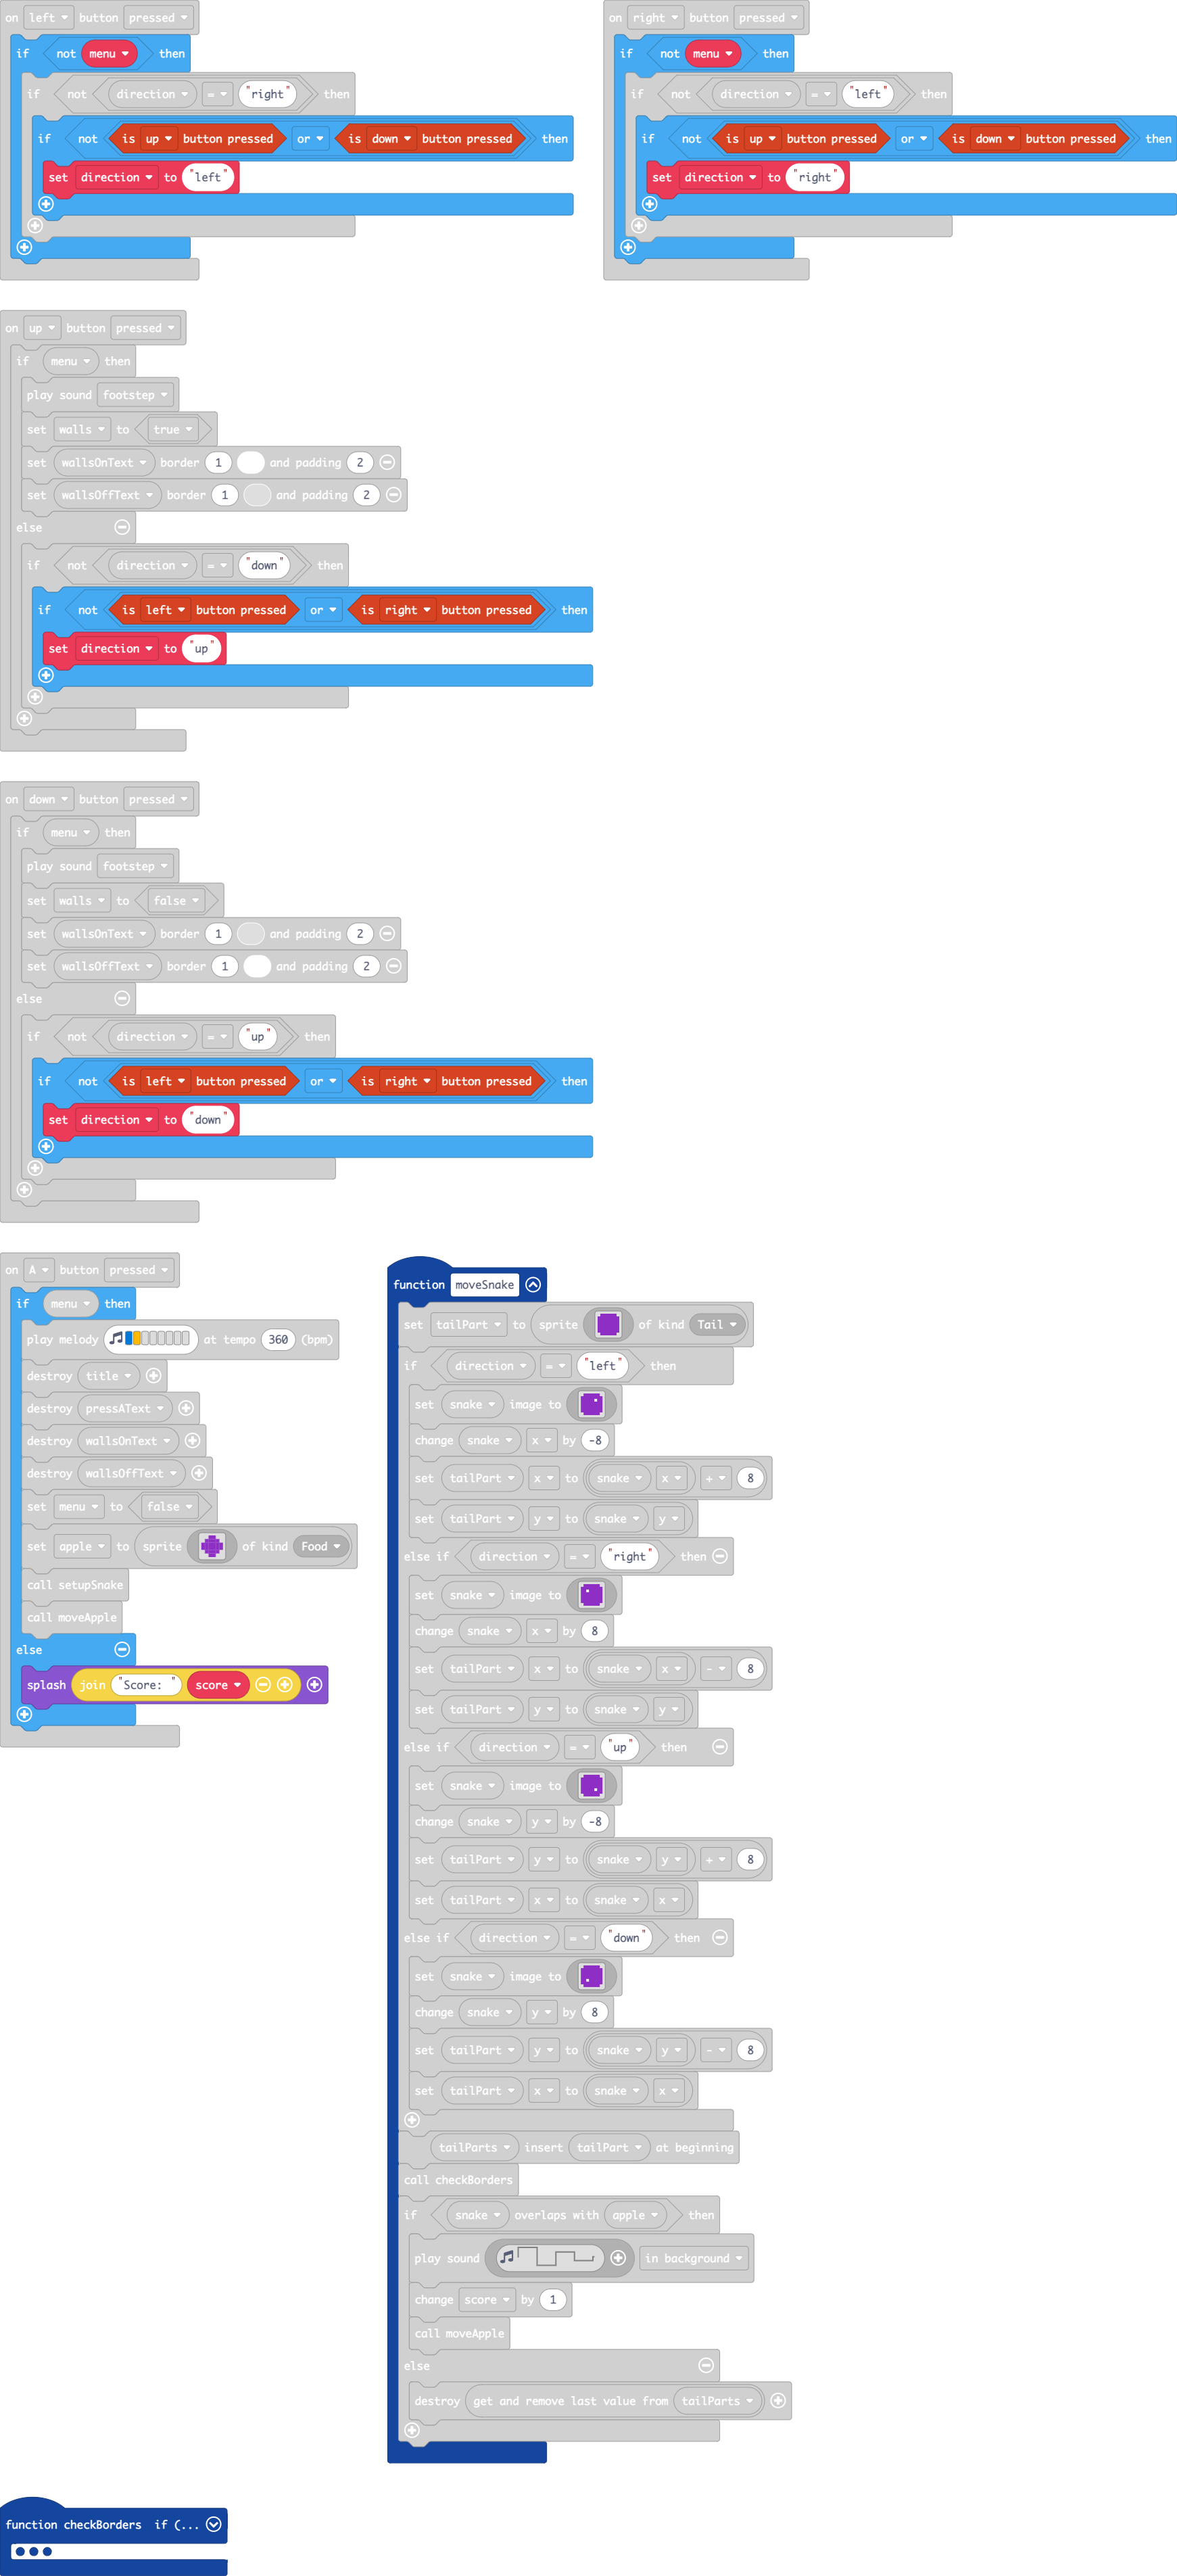 on left button pressed
if not menu then
if not direction = "right" then
if not is up button pressed or is down button pressed then
set direction to "left"
on right button pressed
if not menu then
if not direction = "left" then
if not is up button pressed or is down button pressed then
set direction to "right"
on up button pressed
if menu then
play sound footstep
set walls to true
set wallsOnText border 1 and padding 2
set wallsOffText border 1 and padding 2
else
if not direction = "down" then
if not is left button pressed or is right button pressed then
set direction to "up"
on down button pressed
if menu then
play sound footstep
set walls to false
set wallsOnText border 1 and padding 2
set wallsOffText border 1 and padding 2
else
if not direction = "up" then
if not is left button pressed or is right button pressed then
set direction to "down"
on A button pressed
if menu then
play melody at tempo 360 (bpm)
destroy title
destroy pressAText
destroy wallsOnText
destroy wallsOffText
set menu to false
set apple to sprite of kind Food
call setupSnake
call moveApple
else
splash join "Score: " score
function moveSnake
set tailPart to sprite of kind Tail
if direction = "left" then
set snake image to
change snake x by -8
set tailPart x to snake x + 8
set tailPart y to snake y
else if direction = "right" then
set snake image to
change snake x by 8
set tailPart x to snake x - 8
set tailPart y to snake y
else if direction = "up" then
set snake image to
change snake y by -8
set tailPart y to snake y + 8
set tailPart x to snake x
else if direction = "down" then
set snake image to
change snake y by 8
set tailPart y to snake y - 8
set tailPart x to snake x
tailParts insert tailPart at beginning
call checkBorders
if snake overlaps with apple then
play sound in background
change score by 1
call moveApple
else
destroy get and remove last value from tailParts
function checkBorders if (...